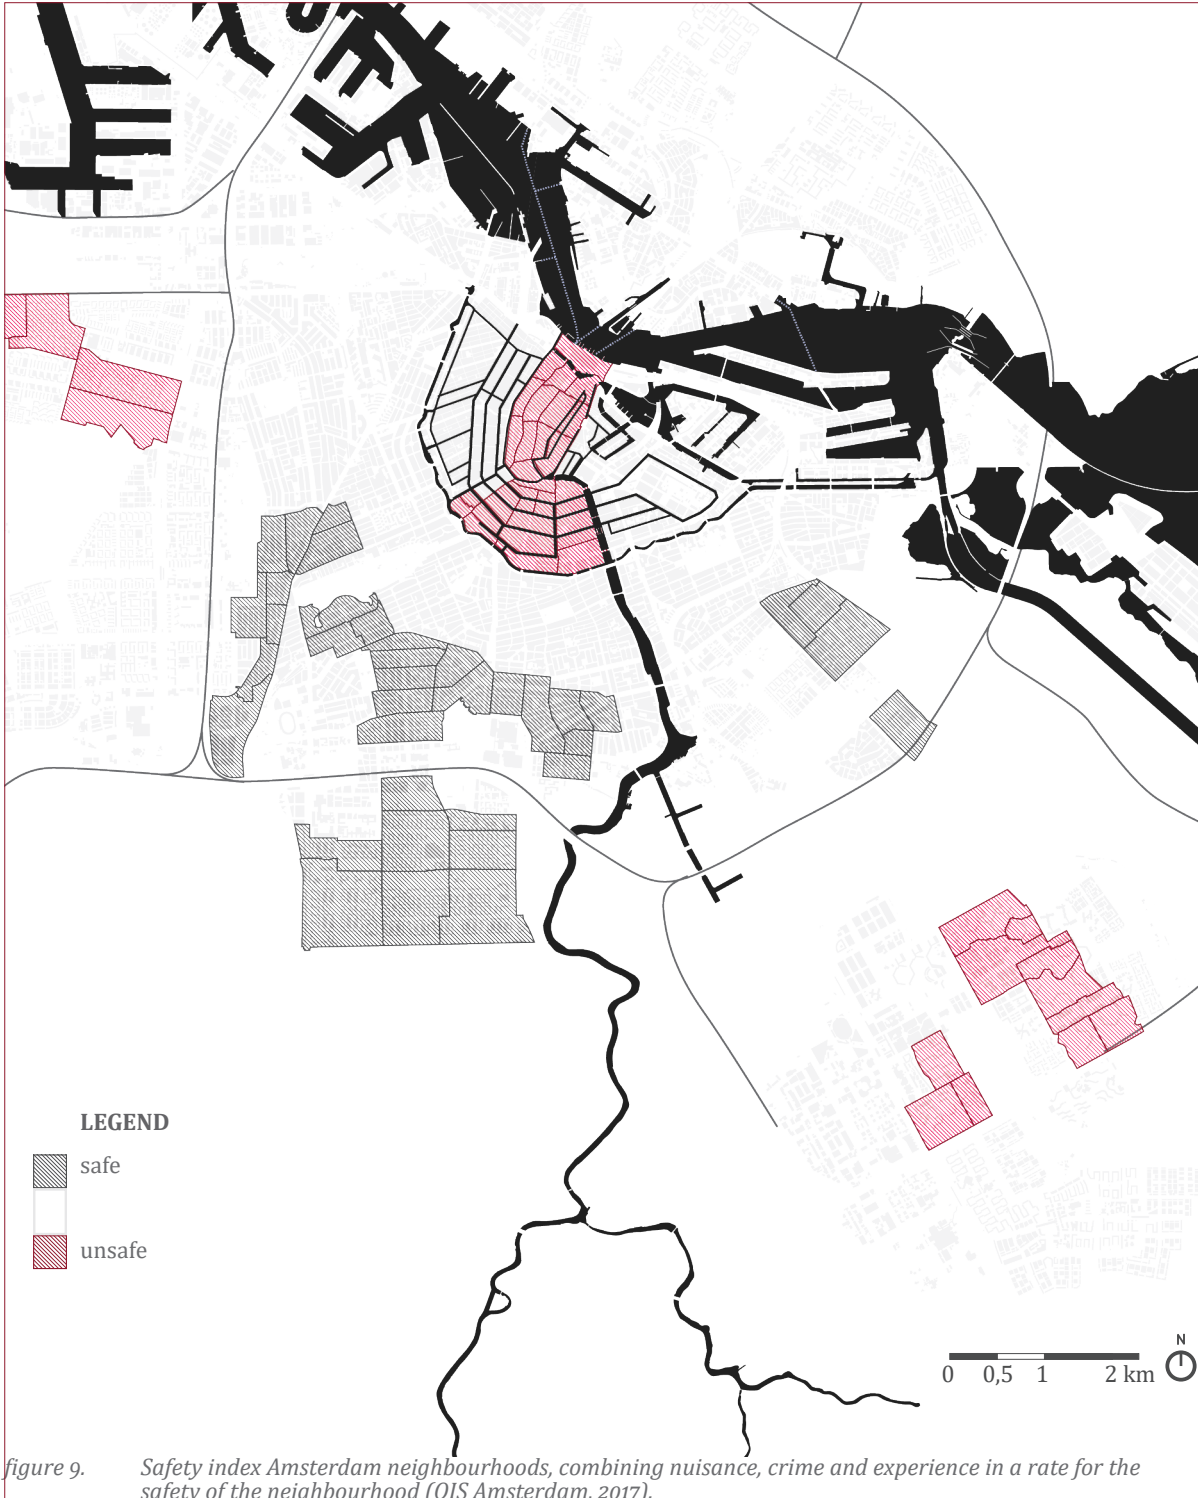 LEGEND
safe
unsafe
N
0 0,5 1 2 km
figure 9. Safety index Amsterdam neighbourhoods, combining nuisance, crime and experience in a rate for the
safety of the neighbourhood (OIS Amsterdam, 2017).